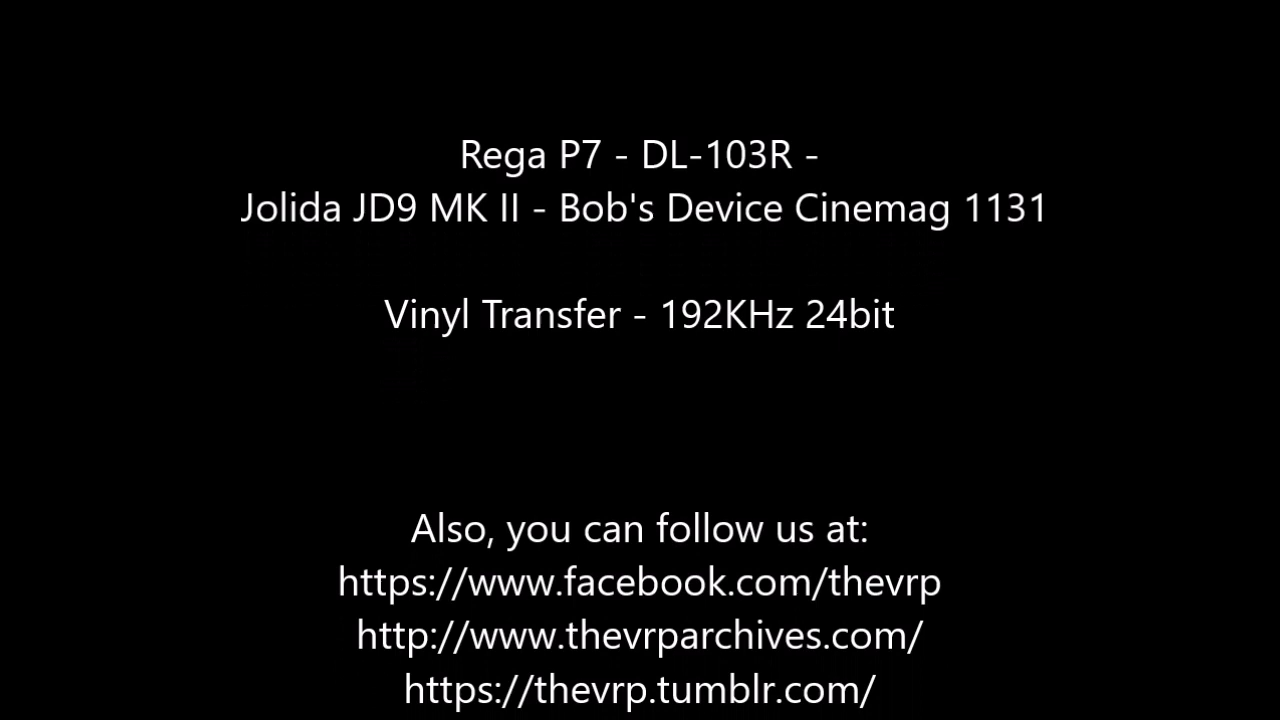 Rega P7 - DL-103R -
Jolida JD9 MK II - Bob's Device Cinemag 1131
Vinyl Transfer - 192KHz 24bit
Also, you can follow us at:
https://www.facebook.com/thevrp
http://www.thevrparchives.com/
https://thevrp.tumblr.com/